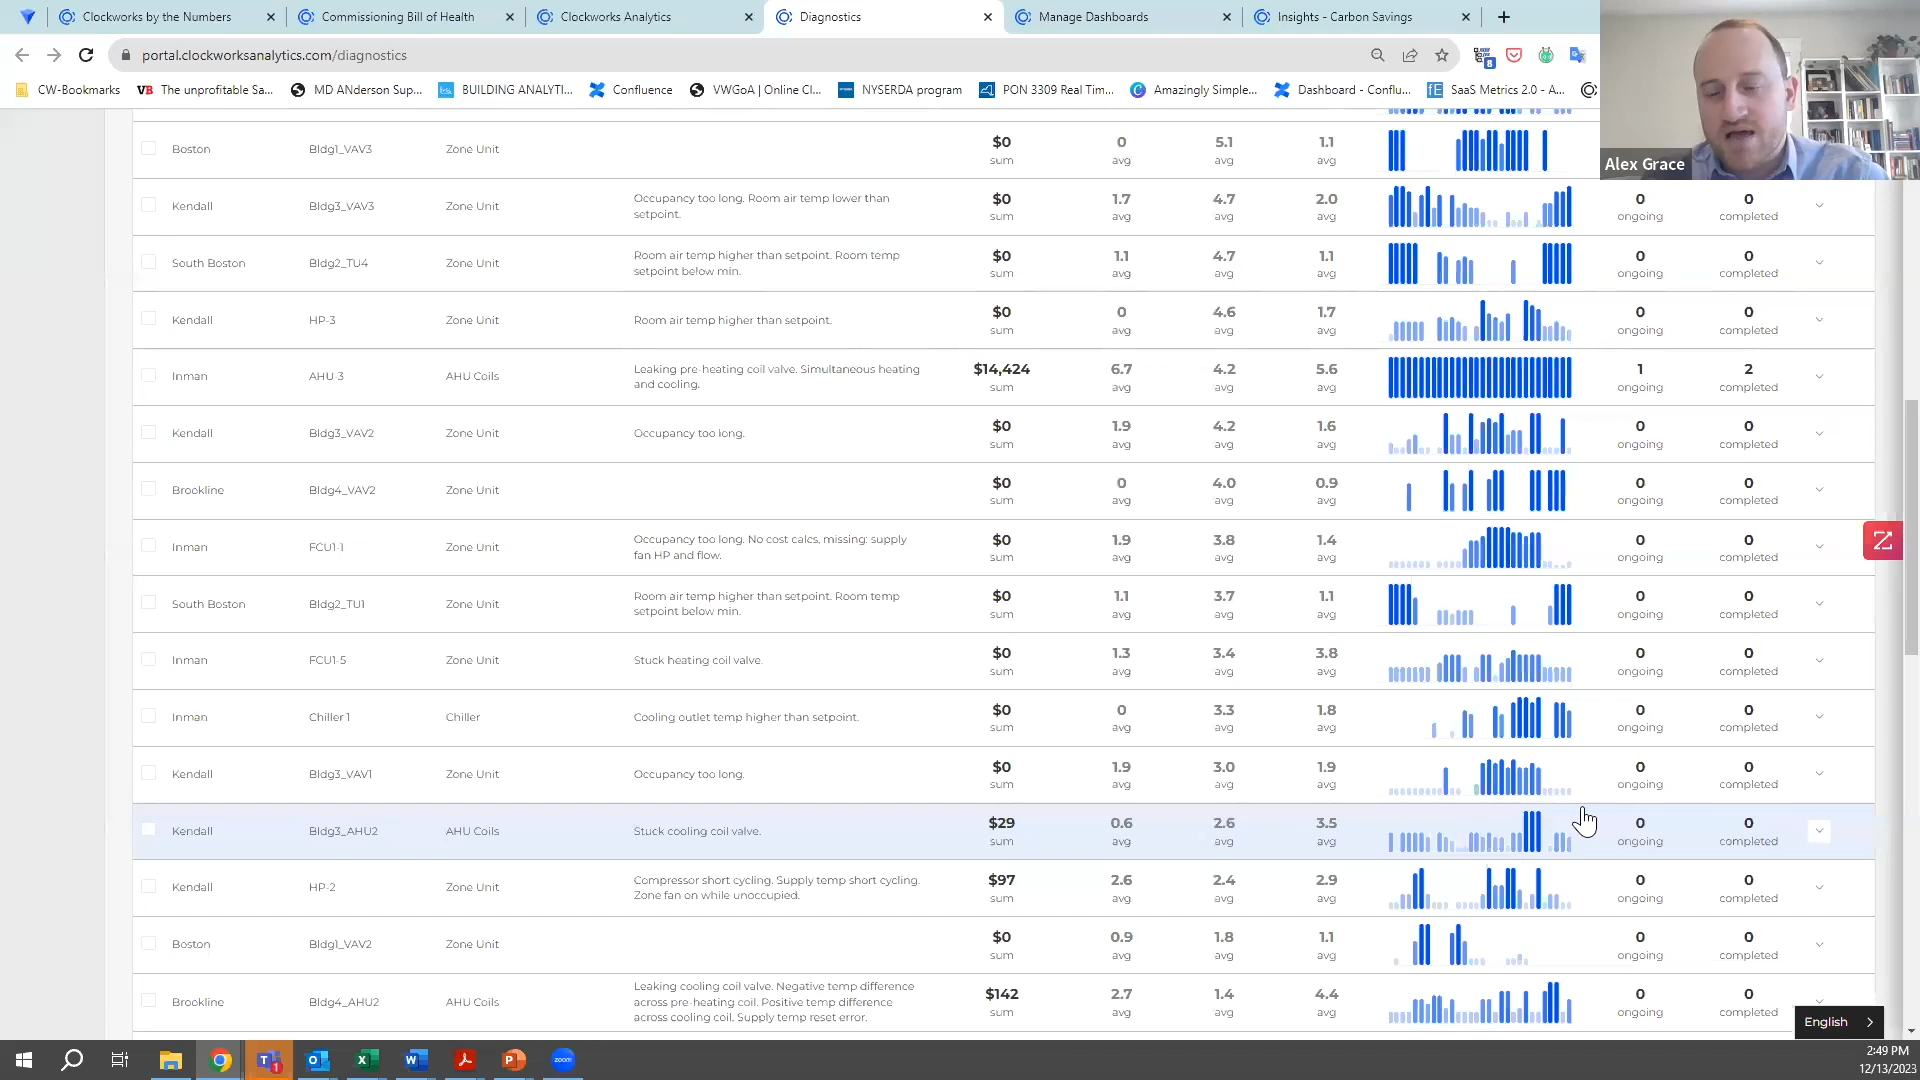 Clockworks by the Numbers
Commissioning Bill of Health
Clockworks Analytics
Diagnostics
Manage Dashboards
Insights - Carbon Savings
portal.clockworksanalytics.com/diagnostics
8
CW-Bookmarks
VB The unprofitable Sa...
MD ANderson Sup...
BUILDING ANALYTI...
Confluence
VWGoA | Online Cl...
NYSERDA program
PON 3309 Real Tim...
Amazingly Simple...
Dashboard - Conflu...
fE SaaS Metrics 2.0 - A...
Alex Grace
Boston Bldg1_VAV3 Zone Unit $0 0 5.1 1.1
sum avg avg avg
Kendall Bldg3_VAV3 Zone Unit Occupancy too long. Room air temp lower than $0 1.7 4.7 2.0 0 0
setpoint. sum avg avg avg ongoing completed
South Boston Bldg2_TU4 Zone Unit Room air temp higher than setpoint. Room temp $0 1.1 4.7 1.1 0 0
setpoint below min. sum avg avg avg ongoing completed
Kendall HP-3 Zone Unit Room air temp higher than setpoint. $0 0 4.6 1.7 0 0
sum avg avg avg ongoing completed
Inman AHU-3 AHU Coils Leaking pre-heating coil valve. Simultaneous heating $14,424 6.7 4.2 5.6 1 2
and cooling. sum avg avg avg ongoing completed
Kendall Bldg3_VAV2 Zone Unit Occupancy too long. $0 1.9 4.2 1.6 0 0
sum avg avg avg ongoing completed
Brookline Bldg4_VAV2 Zone Unit $0 0 4.0 0.9 0 0
sum avg avg avg ongoing completed
Inman FCU1-1 Zone Unit Occupancy too long. No cost calcs, missing: supply $0 1.9 3.8 1.4 0 0
fan HP and flow. sum avg avg avg ongoing completed
South Boston Bldg2_TU1 Zone Unit Room air temp higher than setpoint. Room temp $0 1.1 3.7 1.1 0 0
setpoint below min. sum avg avg avg ongoing completed
Inman FCU1-5 Zone Unit Stuck heating coil valve. $0 1.3 3.4 3.8 0 0
sum avg avg avg ongoing completed
Inman Chiller 1 Chiller Cooling outlet temp higher than setpoint. $0 0 3.3 1.8 0 0
sum avg avg avg ongoing completed
Kendall Bldg3_VAV1 Zone Unit Occupancy too long. $0 1.9 3.0 1.9 0 0
sum avg avg avg ongoing completed
Kendall Bldg3_AHU2 AHU Coils Stuck cooling coil valve. $29 0.6 2.6 3.5 0 0
sum avg avg avg ongoing completed
Kendall HP-2 Zone Unit Compressor short cycling. Supply temp short cycling. $97 2.6 2.4 2.9 0 0
Zone fan on while unoccupied. sum avg avg avg ongoing completed
Boston Bldg1_VAV2 Zone Unit $0 0.9 1.8 1.1 0 0
sum avg avg avg ongoing completed
Brookline Bldg4_AHU2 AHU Coils Leaking cooling coil valve. Negative temp difference $142 2.7 1.4 4.4 0 0
across pre-heating coil. Positive temp difference sum avg avg avg ongoing completed
across cooling coil. Supply temp reset error.
English
zoom
2:49 PM
12/13/2023